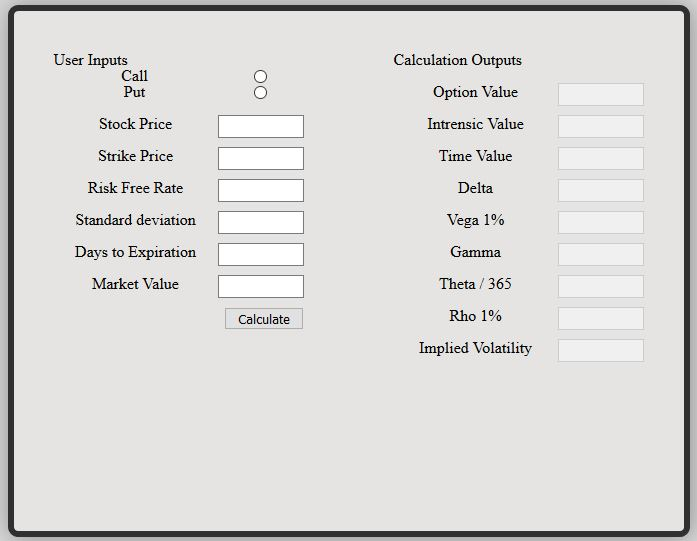 User Inputs
Call
Put
Stock Price
Strike Price
Risk Free Rate
Standard deviation
Days to Expiration
Market Value
Calculate
Calculation Outputs
Option Value
Intrensic Value
Time Value
Delta
Vega 1%
Gamma
Theta / 365
Rho 1%
Implied Volatility